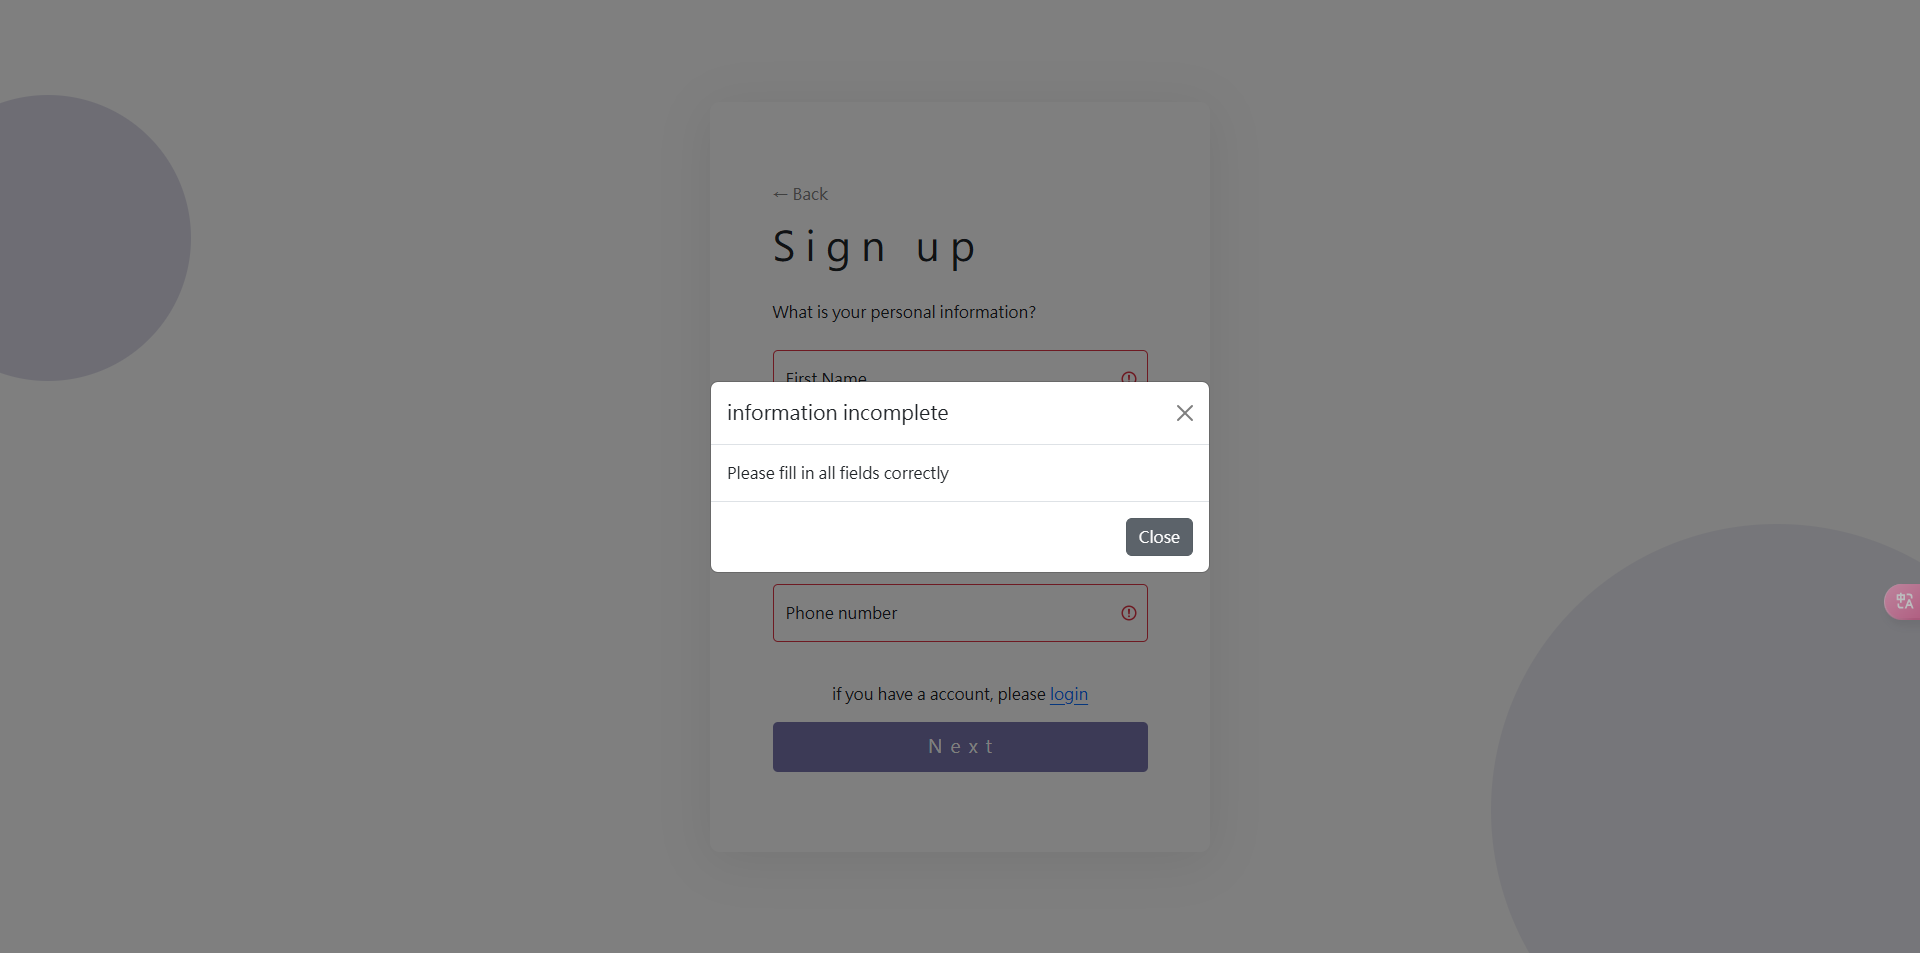 ← Back
Sign up
What is your personal information?
First Name
information incomplete
Please fill in all fields correctly
Close
Phone number
if you have a account, please login
Next